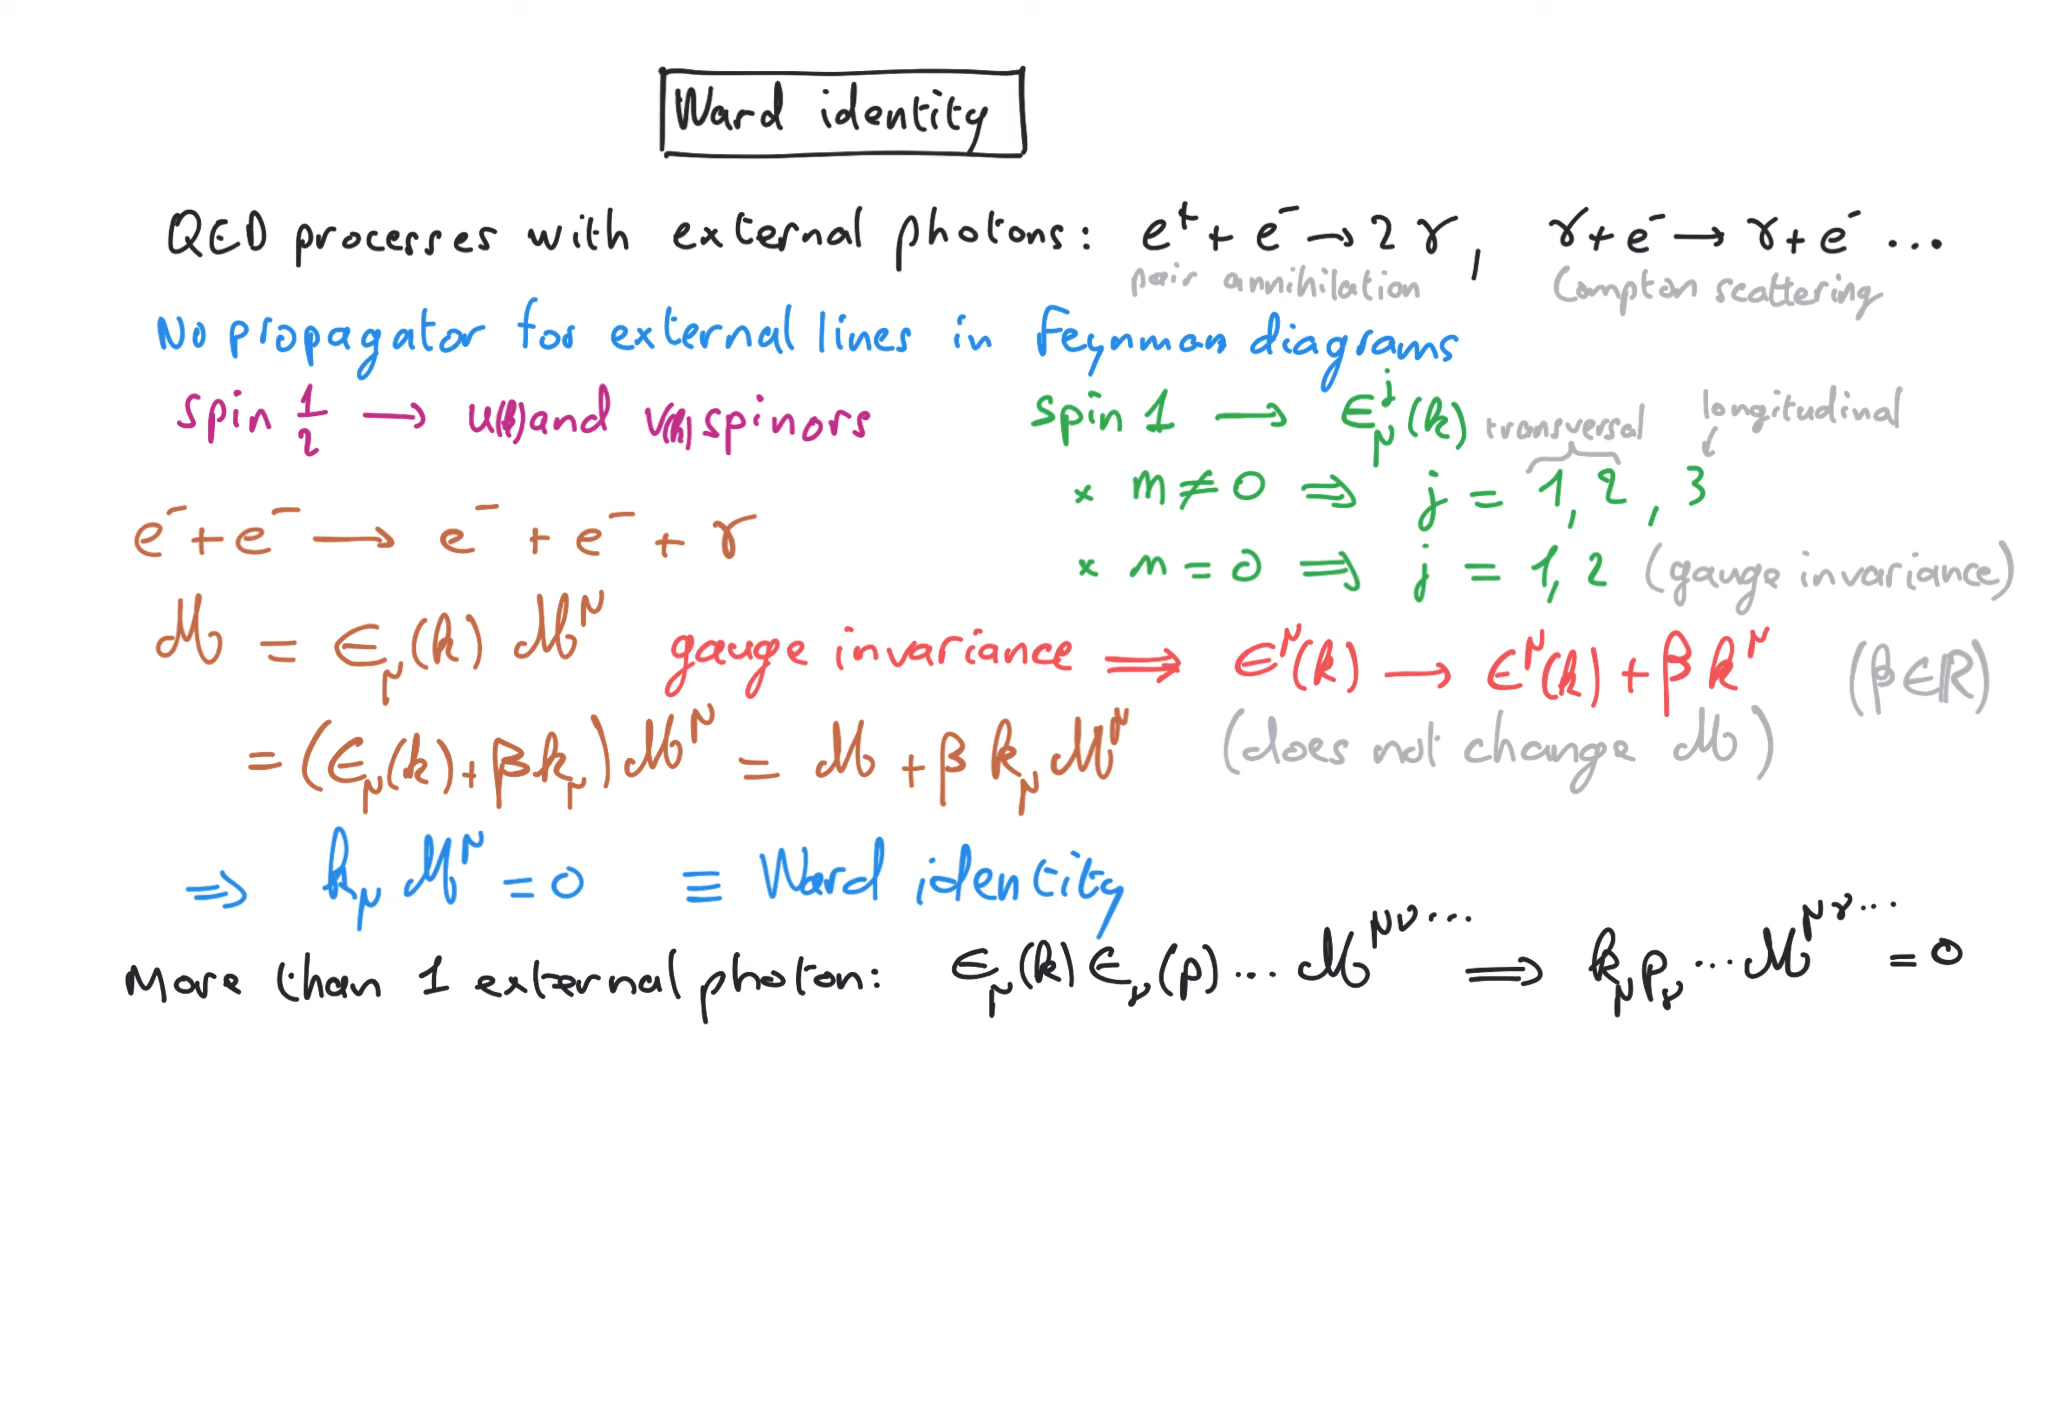 Ward identity
QED processes with external photons: e⁺ + e⁻ → 2 γ, γ + e⁻ → γ + e⁻ ...
pair annihilation Compton scattering
No propagator for external lines in Feynman diagrams
spin 1/2 → u(k) and v(k) spinors
spin 1 → ϵ_μ^j (k) transversal longitudinal
× m ≠ 0 ⇒ j = 1, 2, 3
e⁻ + e⁻ → e⁻ + e⁻ + γ
× m = 0 ⇒ j = 1, 2 (gauge invariance)
ℳ = ϵ_μ(k) ℳ^μ gauge invariance ⇒ ϵ^μ(k) → ϵ^μ(k) + β k^μ (β ∈ ℝ)
= (ϵ_μ(k) + β k_μ) ℳ^μ = ℳ + β k_μ ℳ^μ (does not change ℳ)
⇒ k_μ ℳ^μ = 0 ≡ Ward identity
More than 1 external photon: ϵ_μ(k) ϵ_ν(p) ... ℳ^{μν...} ⇒ k_μ p_ν ... ℳ^{μν...} = 0